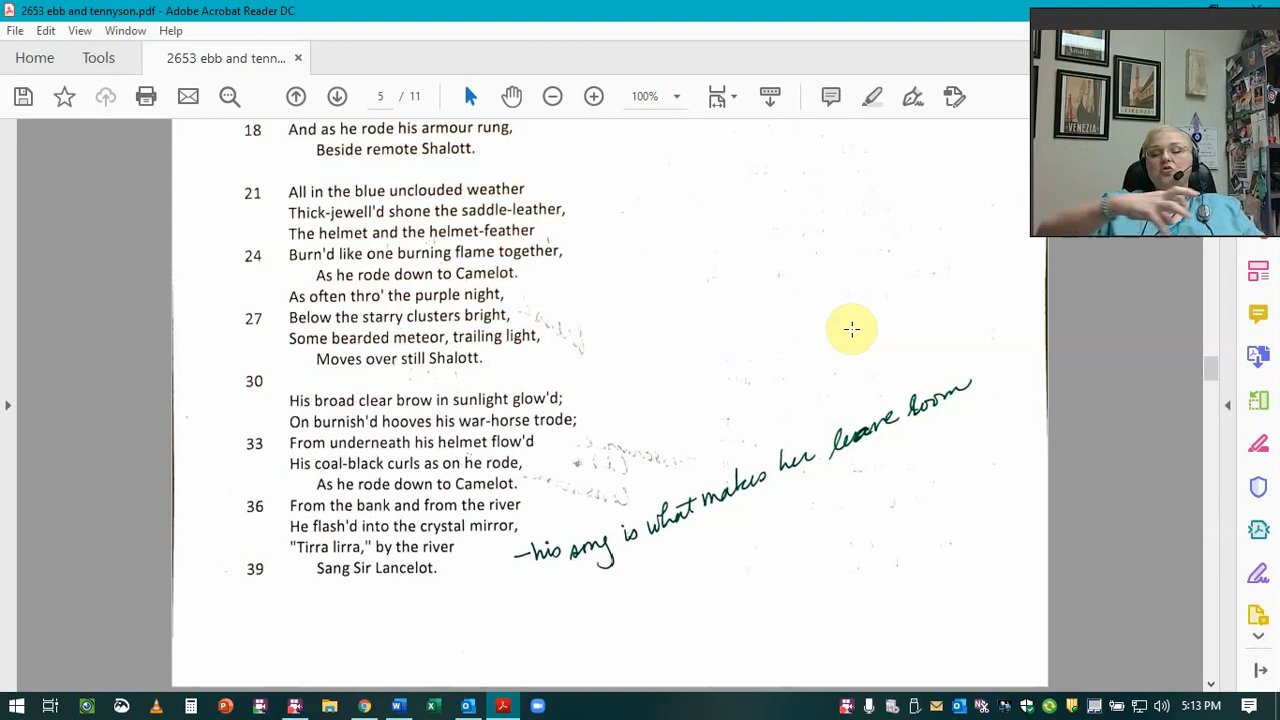 2653 ebb and tennyson.pdf - Adobe Acrobat Reader DC
File Edit View Window Help
Home Tools 2653 ebb and tenn... ×
5 / 11 100%
18 And as he rode his armour rung,
Beside remote Shalott.
21 All in the blue unclouded weather
Thick-jewell'd shone the saddle-leather,
The helmet and the helmet-feather
24 Burn'd like one burning flame together,
As he rode down to Camelot.
As often thro' the purple night,
27 Below the starry clusters bright,
Some bearded meteor, trailing light,
Moves over still Shalott.
30
His broad clear brow in sunlight glow'd;
On burnish'd hooves his war-horse trode;
33 From underneath his helmet flow'd
His coal-black curls as on he rode,
As he rode down to Camelot.
36 From the bank and from the river
He flash'd into the crystal mirror,
"Tirra lirra," by the river
39 Sang Sir Lancelot.
-his song is what makes her leave room
VENEZIA
FIRENZE
5:13 PM